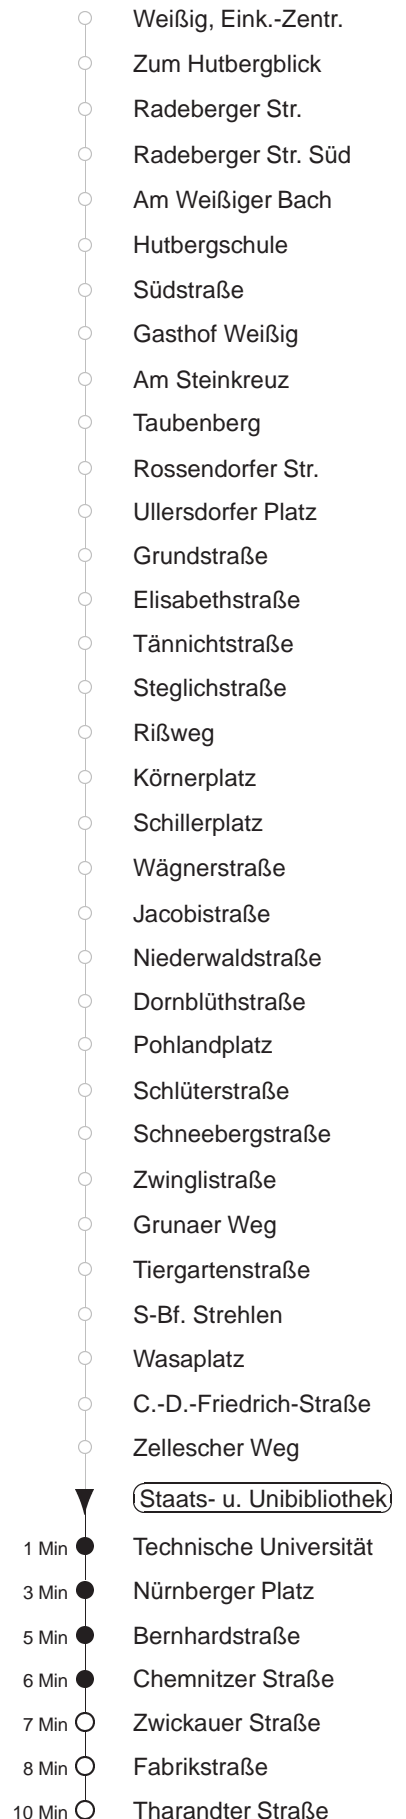 Weißig, Eink.-Zentr.
Zum Hutbergblick
Radeberger Str.
Radeberger Str. Süd
Am Weißiger Bach
Hutbergschule
Südstraße
Gasthof Weißig
Am Steinkreuz
Taubenberg
Rossendorfer Str.
Ullersdorfer Platz
Grundstraße
Elisabethstraße
Tännichtstraße
Steglichstraße
Rißweg
Körnerplatz
Schillerplatz
Wägnerstraße
Jacobistraße
Niederwaldstraße
Dornblüthstraße
Pohlandplatz
Schlüterstraße
Schneebergstraße
Zwinglistraße
Grunaer Weg
Tiergartenstraße
S-Bf. Strehlen
Wasaplatz
C.-D.-Friedrich-Straße
Zellescher Weg
Staats- u. Unibibliothek
1 Min Technische Universität
3 Min Nürnberger Platz
5 Min Bernhardstraße
6 Min Chemnitzer Straße
7 Min Zwickauer Straße
8 Min Fabrikstraße
10 Min Tharandter Straße